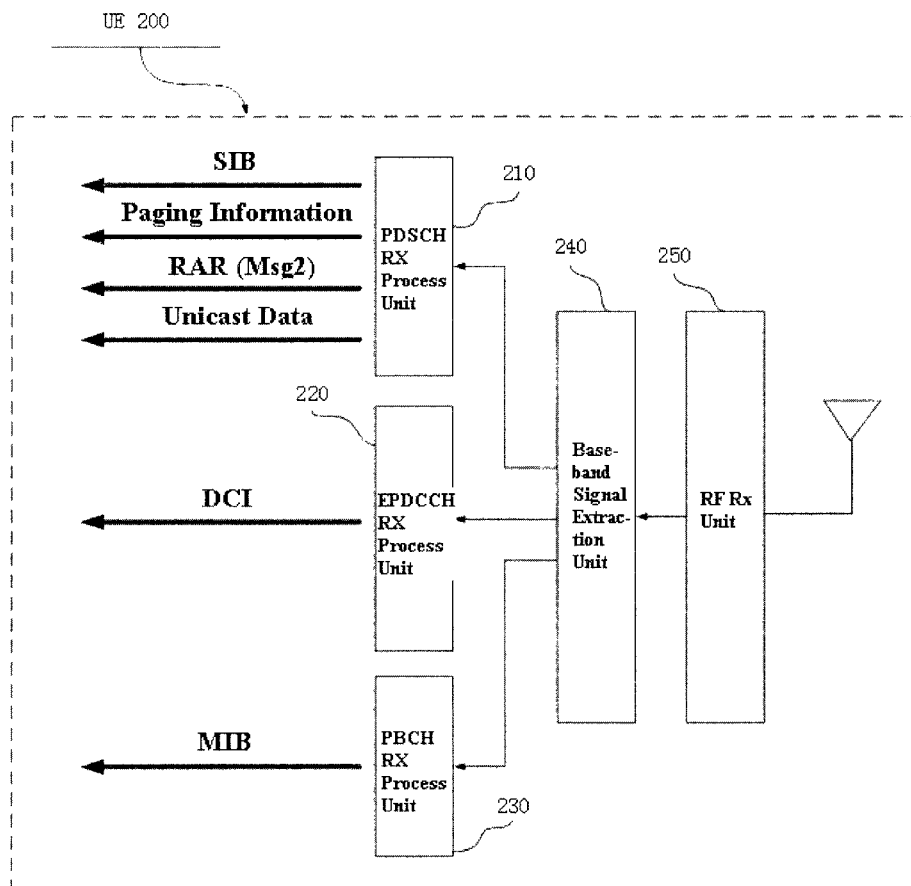 UE 200
SIB
Paging Information
RAR (Msg2)
Unicast Data
PDSCH
RX
Process
Unit
210
240
250
220
DCI
EPDCCH
RX
Process
Unit
Base-
band
Signal
Extrac-
tion
Unit
RF Rx
Unit
MIB
PBCH
RX
Process
Unit
230